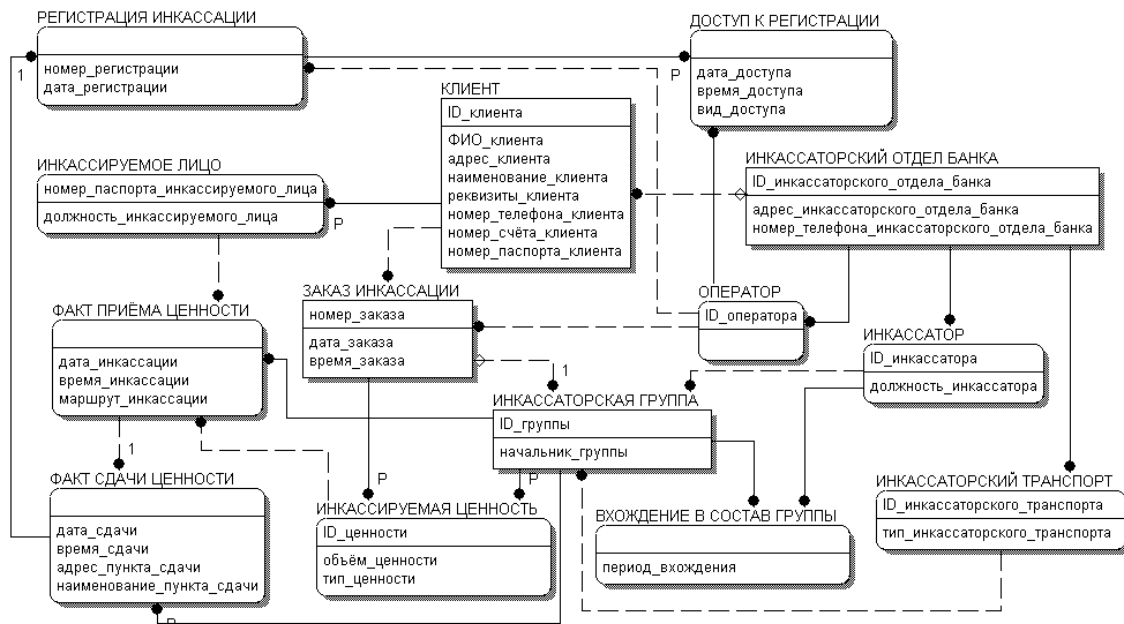 РЕГИСТРАЦИЯ ИНКАССАЦИИ
номер_регистрации
дата_регистрации
1
ДОСТУП К РЕГИСТРАЦИИ
дата_доступа
время_доступа
вид_доступа
P
КЛИЕНТ
ID_клиента
ФИО_клиента
адрес_клиента
наименование_клиента
реквизиты_клиента
номер_телефона_клиента
номер_счёта_клиента
номер_паспорта_клиента
ИНКАССИРУЕМОЕ ЛИЦО
номер_паспорта_инкассируемого_лица
должность_инкассируемого_лица
P
ИНКАССАТОРСКИЙ ОТДЕЛ БАНКА
ID_инкассаторского_отдела_банка
адрес_инкассаторского_отдела_банка
номер_телефона_инкассаторского_отдела_банка
ФАКТ ПРИЁМА ЦЕННОСТИ
дата_инкассации
время_инкассации
маршрут_инкассации
1
ЗАКАЗ ИНКАССАЦИИ
номер_заказа
дата_заказа
время_заказа
1
ОПЕРАТОР
ID_оператора
ИНКАССАТОР
ID_инкассатора
должность_инкассатора
ИНКАССАТОРСКАЯ ГРУППА
ID_группы
начальник_группы
P
P
ФАКТ СДАЧИ ЦЕННОСТИ
дата_сдачи
время_сдачи
адрес_пункта_сдачи
наименование_пункта_сдачи
P
ИНКАССИРУЕМАЯ ЦЕННОСТЬ
ID_ценности
объём_ценности
тип_ценности
ВХОЖДЕНИЕ В СОСТАВ ГРУППЫ
период_вхождения
ИНКАССАТОРСКИЙ ТРАНСПОРТ
ID_инкассаторского_транспорта
тип_инкассаторского_транспорта